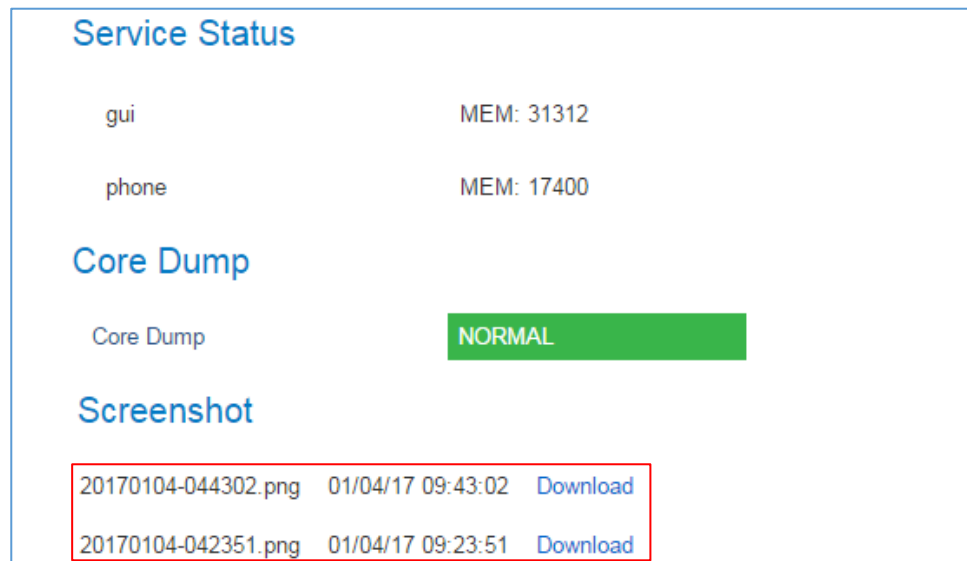 Service Status
gui MEM: 31312
phone MEM: 17400
Core Dump
Core Dump NORMAL
Screenshot
20170104-044302.png 01/04/17 09:43:02 Download
20170104-042351.png 01/04/17 09:23:51 Download